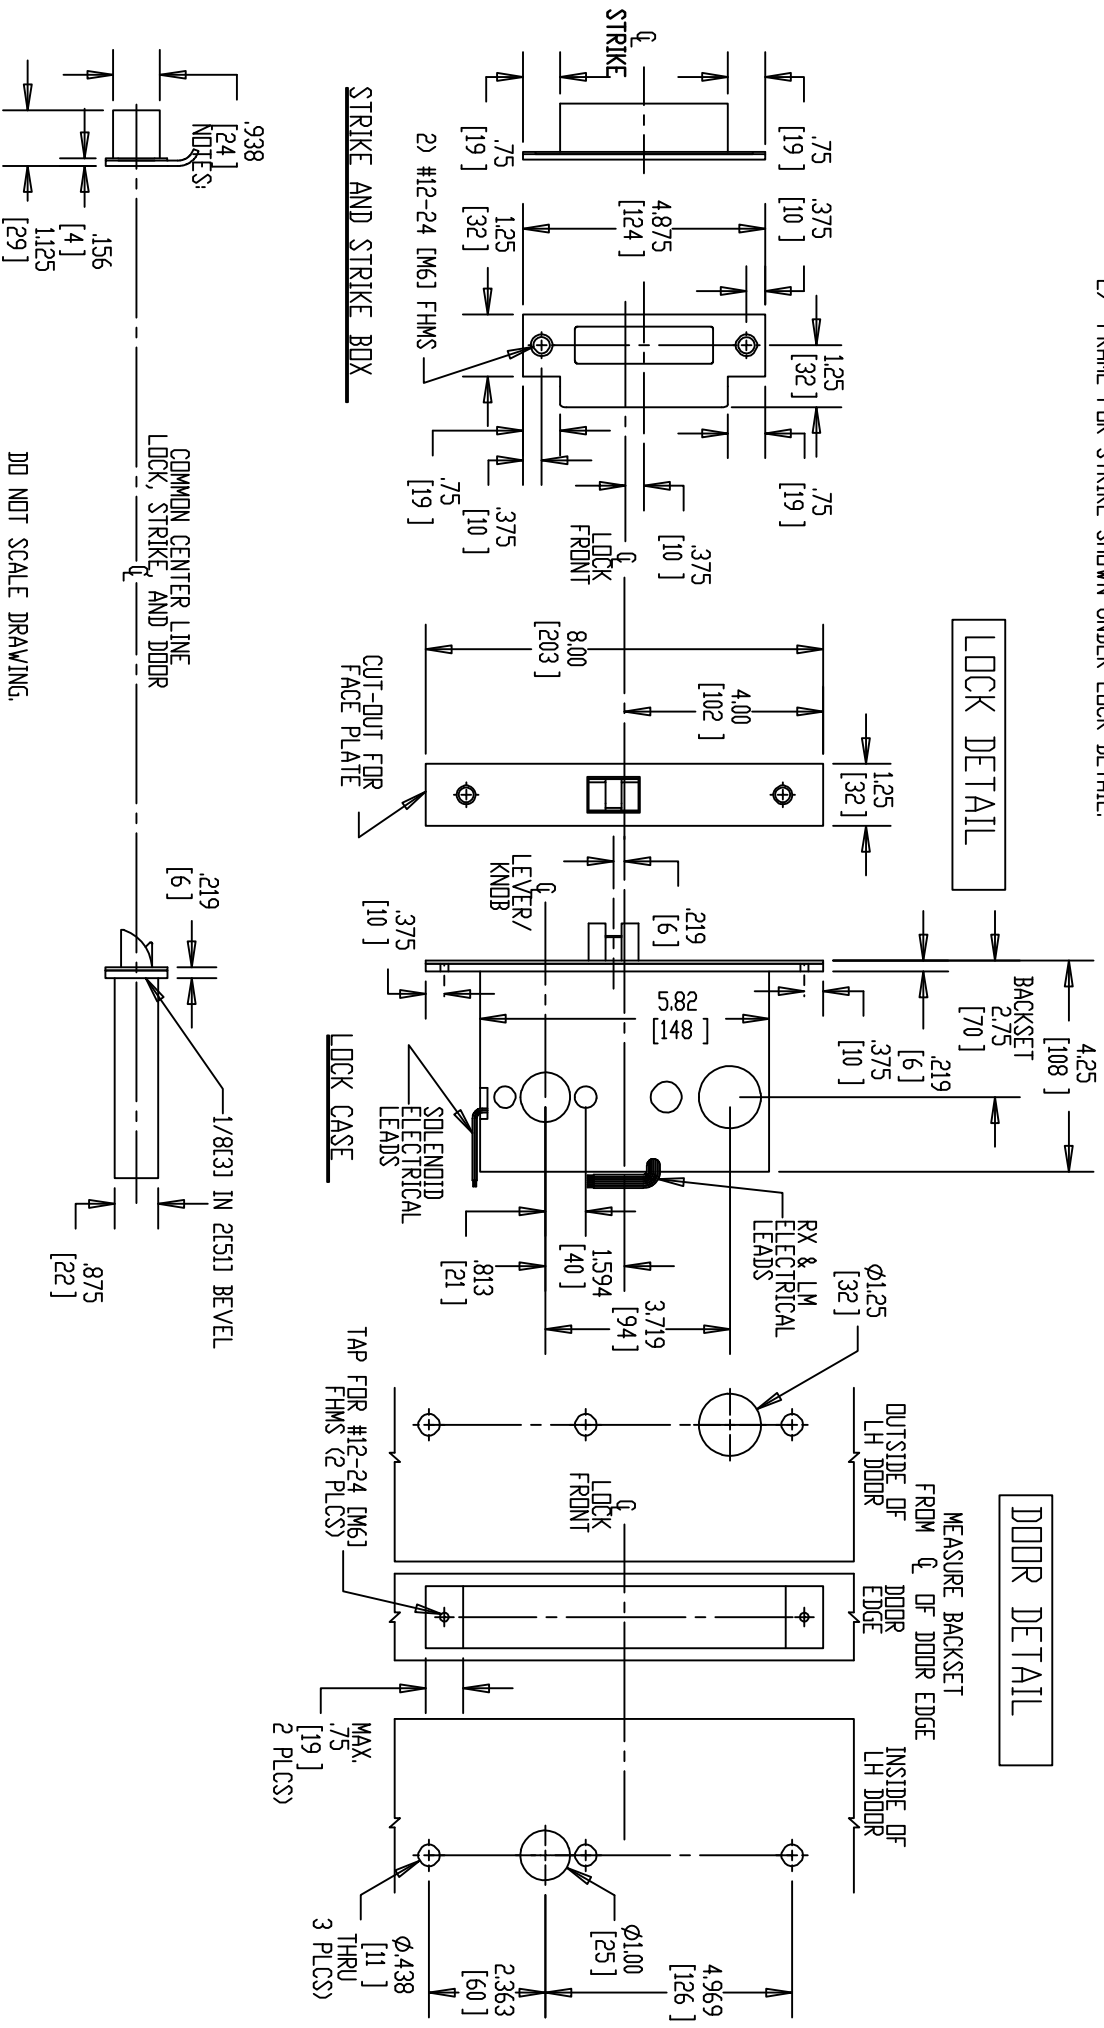 2) FRAME FOR STRIKE SHOWN UNDER LOCK DETAIL.
LOCK DETAIL
DOOR DETAIL
℄
STRIKE
.75
[19 ]
.375
[10 ]
4.875
[124 ]
1.25
[32 ]
1.25
[32 ]
.75
[19 ]
.75
[19 ]
.375
[10 ]
.75
[19 ]
.375
[10 ]
2) #12-24 [M6] FHMS
STRIKE AND STRIKE BOX
℄
LOCK
FRONT
8.00
[203 ]
4.00
[102 ]
1.25
[32 ]
CUT-OUT FOR
FACE PLATE
℄
LEVER/
KNOB
.219
[6 ]
.375
[10 ]
5.82
[148 ]
4.25
[108 ]
BACKSET
2.75
[70 ]
.219
[6 ]
.375
[10 ]
SOLENOID
ELECTRICAL
LEADS
LOCK CASE
RX & LM
ELECTRICAL
LEADS
.813
[21 ]
1.594
[40 ]
3.719
[94 ]
Ø1.25
[32 ]
OUTSIDE OF
LH DOOR
MEASURE BACKSET
FROM ℄ OF DOOR EDGE
DOOR
EDGE
INSIDE OF
LH DOOR
℄
LOCK
FRONT
TAP FOR #12-24 [M6]
FHMS (2 PLCS)
MAX.
.75
[19 ]
2 PLCS)
Ø1.00
[25 ]
4.969
[126 ]
2.363
[60 ]
Ø.438
[11 ]
THRU
3 PLCS)
.938
[24 ]
NOTES:
.156
[4 ]
1.125
[29 ]
COMMON CENTER LINE
LOCK, STRIKE, AND DOOR
℄
.219
[6 ]
1/8[3] IN 2[51] BEVEL
.875
[22 ]
DO NOT SCALE DRAWING.